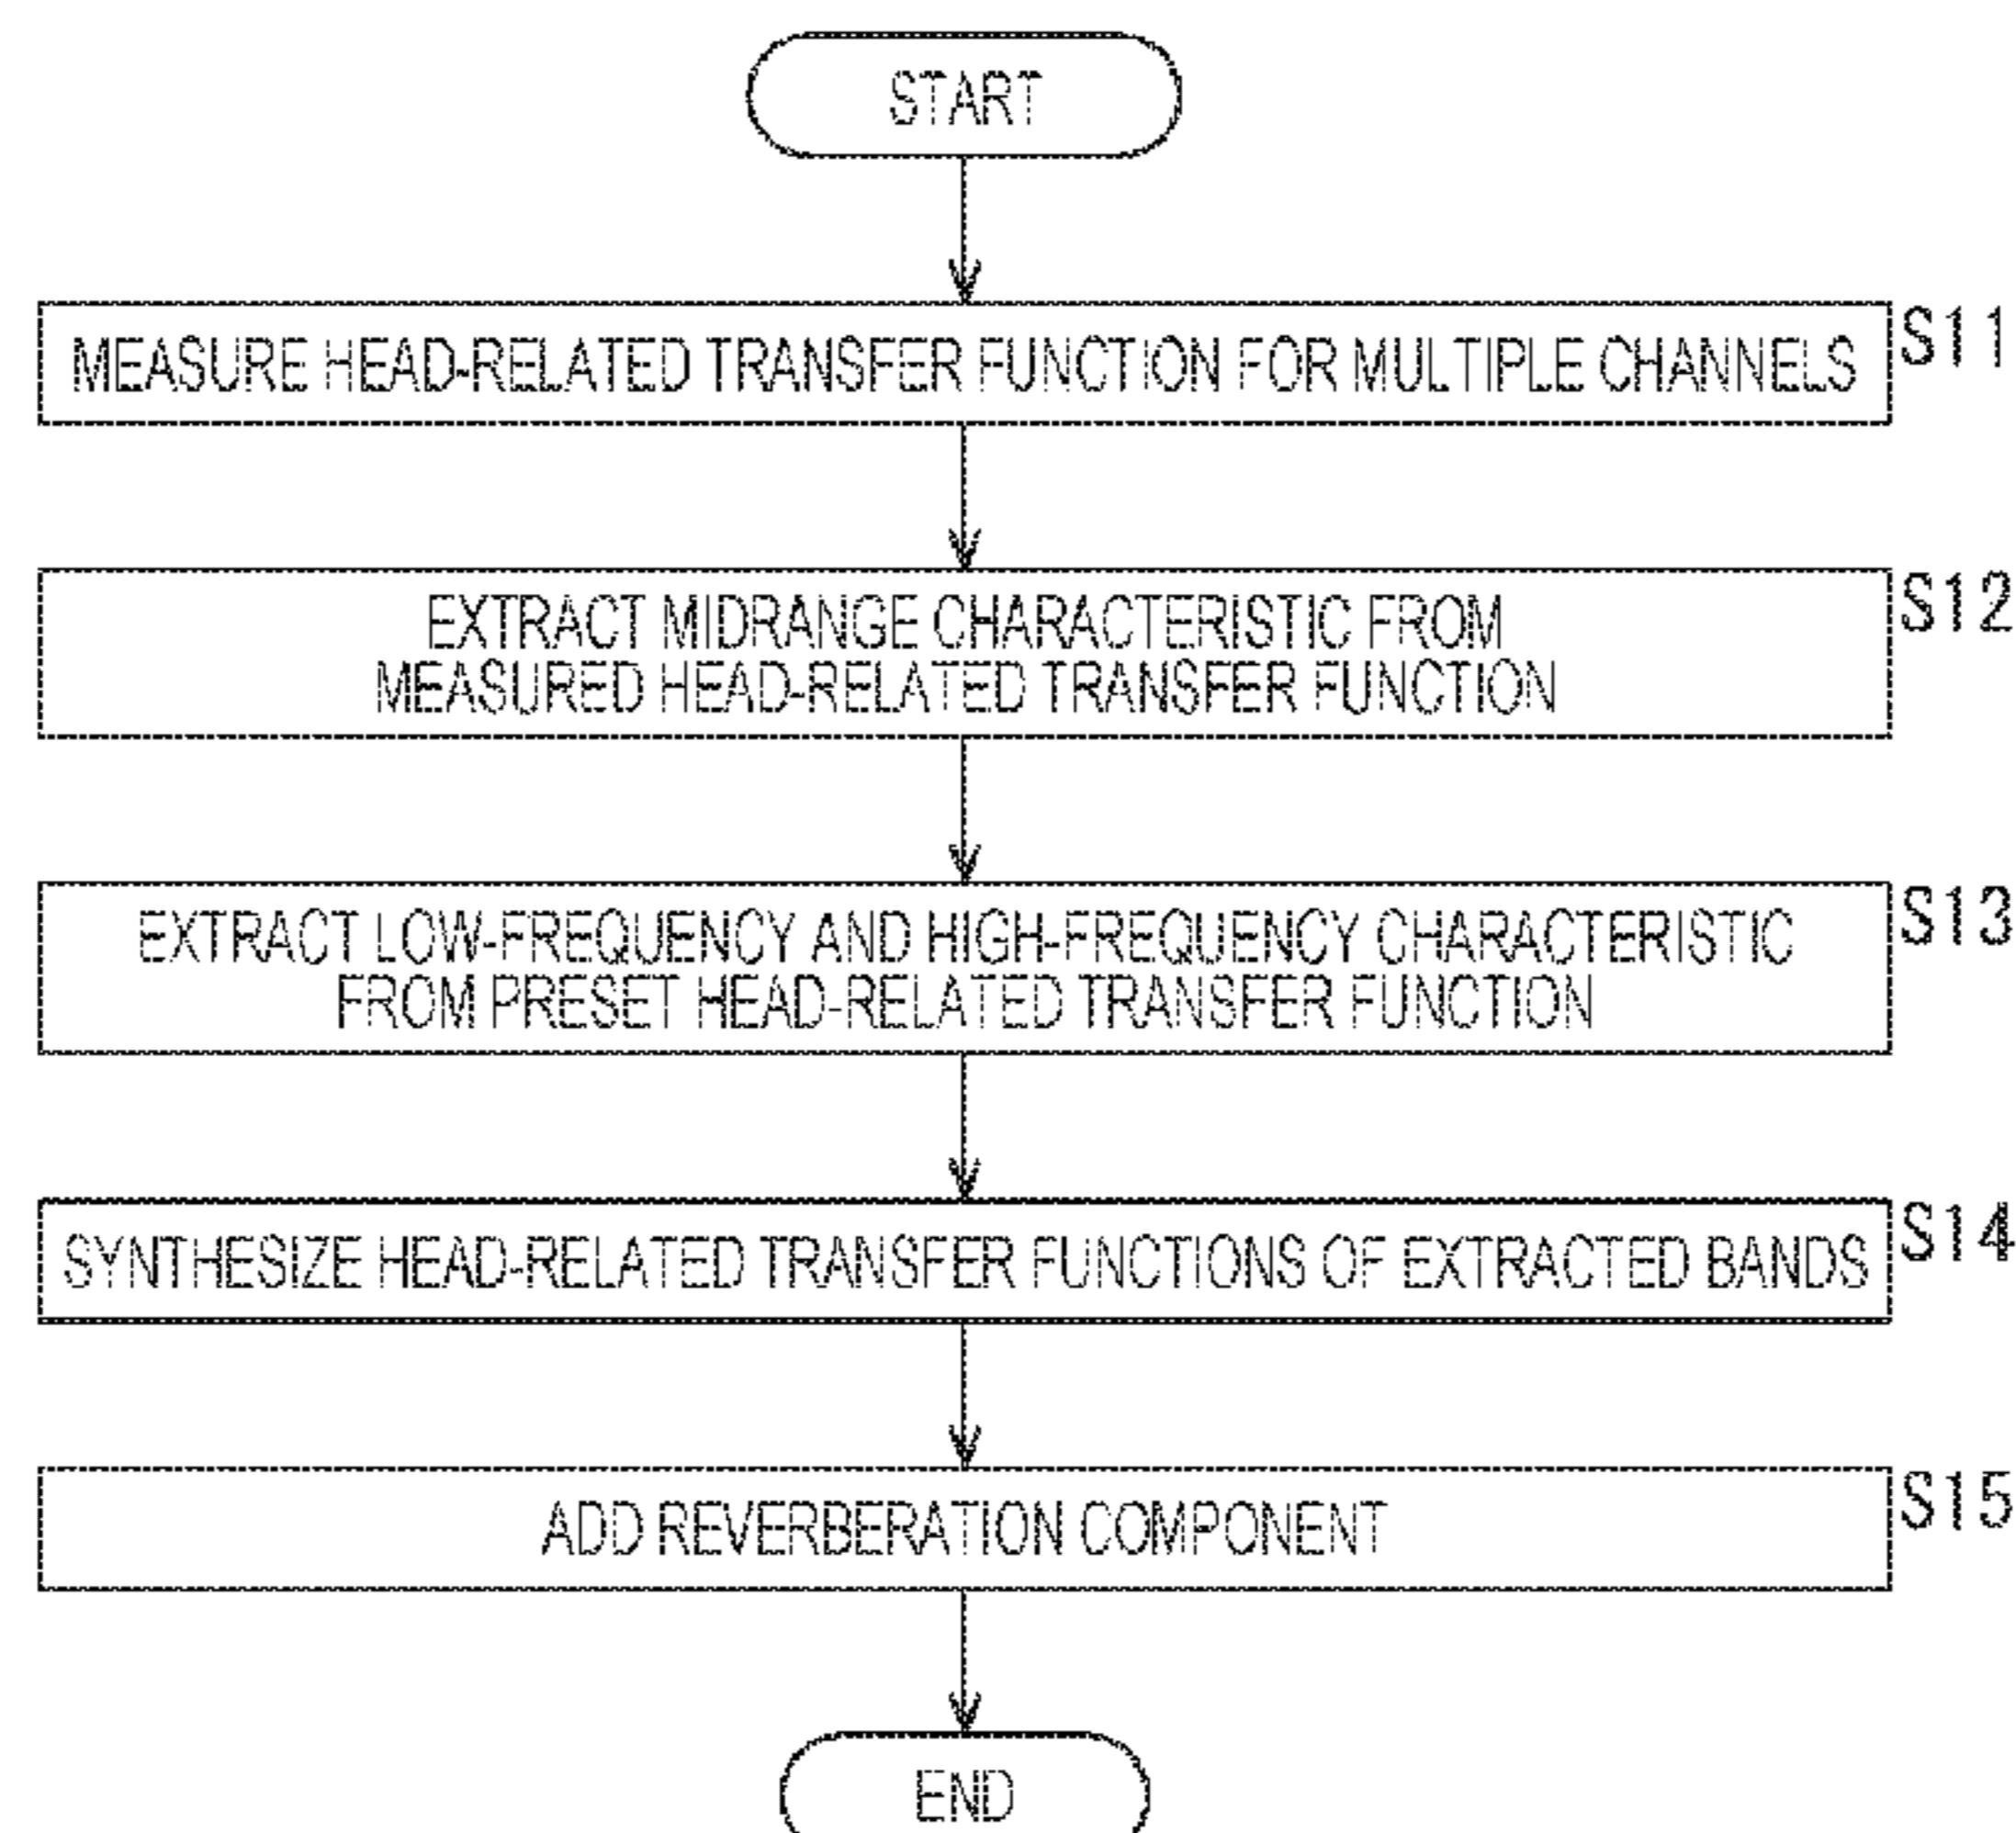 START
MEASURE HEAD-RELATED TRANSFER FUNCTION FOR MULTIPLE CHANNELS
S11
EXTRACT MIDRANGE CHARACTERISTIC FROM
MEASURED HEAD-RELATED TRANSFER FUNCTION
S12
EXTRACT LOW-FREQUENCY AND HIGH-FREQUENCY CHARACTERISTIC
FROM PRESET HEAD-RELATED TRANSFER FUNCTION
S13
SYNTHESIZE HEAD-RELATED TRANSFER FUNCTIONS OF EXTRACTED BANDS
S14
ADD REVERBERATION COMPONENT
S15
END